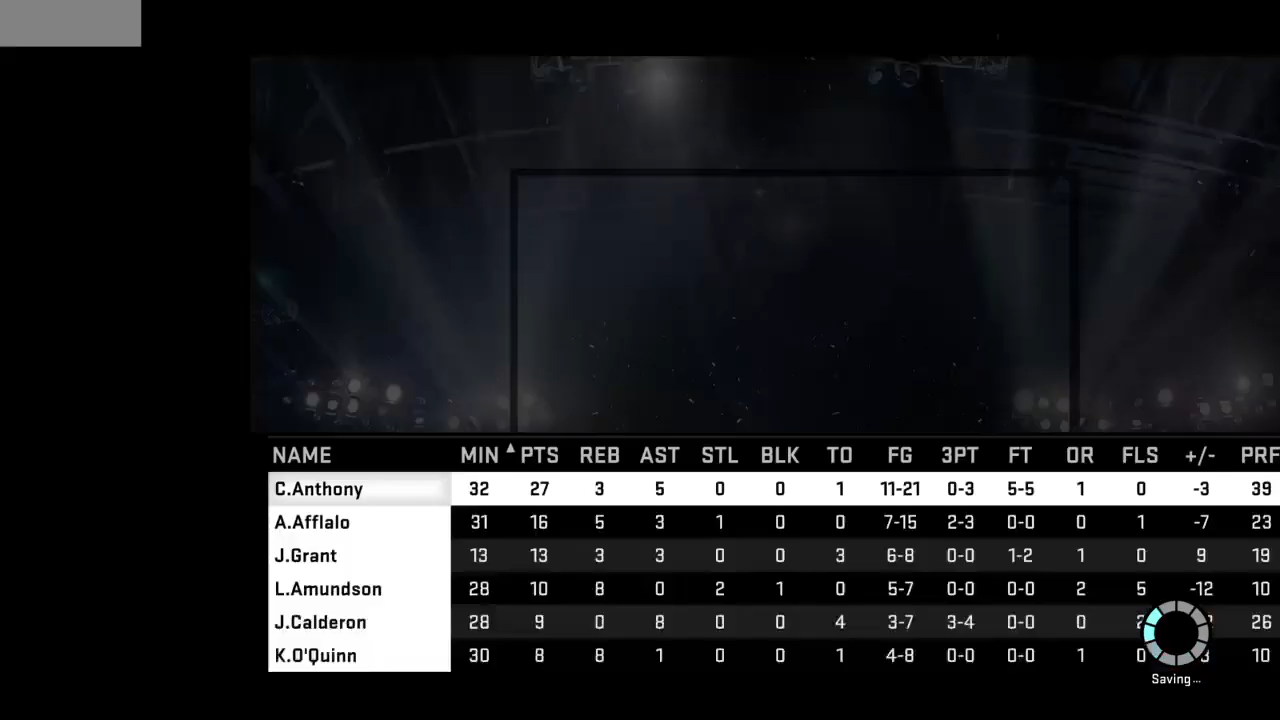 NAME MIN PTS REB AST STL BLK TO FG 3PT FT OR FLS +/- PRF
C.Anthony 32 27 3 5 0 0 1 11-21 0-3 5-5 1 0 -3 39
A.Afflalo 31 16 5 3 1 0 0 7-15 2-3 0-0 0 1 -7 23
J.Grant 13 13 3 3 0 0 3 6-8 0-0 1-2 1 0 9 19
L.Amundson 28 10 8 0 2 1 0 5-7 0-0 0-0 2 5 -12 10
J.Calderon 28 9 0 8 0 0 4 3-7 3-4 0-0 0 26
K.O'Quinn 30 8 8 1 0 0 1 4-8 0-0 0-0 1 0 10
Saving...